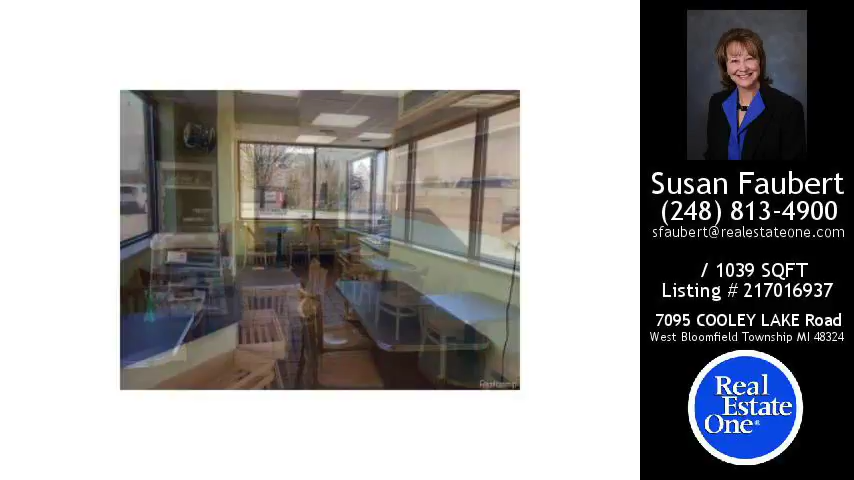 Susan Faubert
(248) 813-4900
sfaubert@realestateone.com
/ 1039 SQFT
Listing # 217016937
7095 COOLEY LAKE Road
West Bloomfield Township MI 48324
Real
Estate
One®
Realcomp